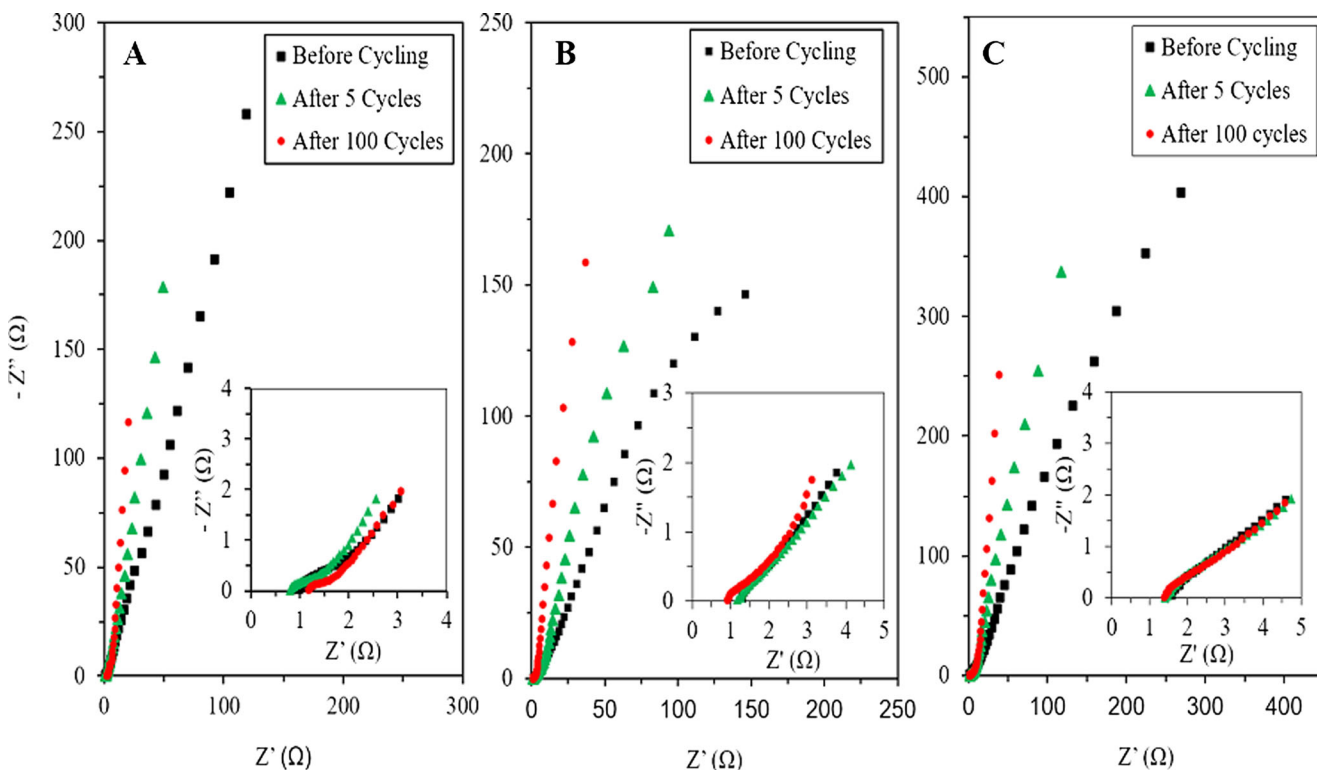 A
Before Cycling
After 5 Cycles
After 100 Cycles
300
250
200
150
100
50
0
- Z” (Ω)
0 100 200 300
Z’ (Ω)
- Z” (Ω)
4
3
2
1
0
0 1 2 3 4
Z’ (Ω)
B
Before Cycling
After 5 Cycles
After 100 Cycles
250
200
150
100
50
0
0 50 100 150 200 250
Z’ (Ω)
-Z" (Ω)
3
2
1
0
0 1 2 3 4 5
Z' (Ω)
C
Before Cycling
After 5 Cycles
After 100 cycles
500
400
300
200
100
0
0 100 200 300 400
Z’ (Ω)
-Z" (Ω)
4
3
2
1
0
0 1 2 3 4 5
Z' (Ω)